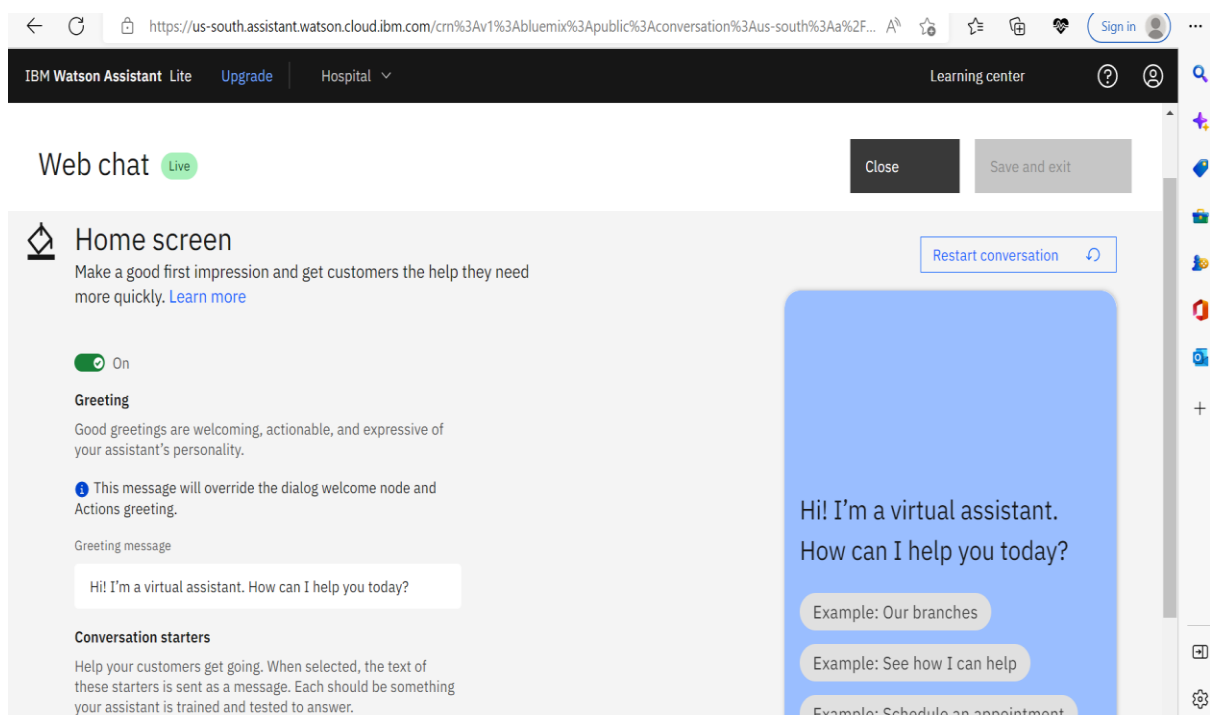 https://us-south.assistant.watson.cloud.ibm.com/crn%3Av1%3Abluemix%3Apublic%3Aconversation%3Aus-south%3Aa%2F... A Sign in
IBM Watson Assistant Lite Upgrade Hospital Learning center
Web chat Live Close Save and exit
Home screen
Make a good first impression and get customers the help they need
more quickly. Learn more
Restart conversation
On
Greeting
Good greetings are welcoming, actionable, and expressive of
your assistant's personality.
This message will override the dialog welcome node and
Actions greeting.
Greeting message
Hi! I'm a virtual assistant. How can I help you today?
Conversation starters
Help your customers get going. When selected, the text of
these starters is sent as a message. Each should be something
your assistant is trained and tested to answer.
Hi! I'm a virtual assistant.
How can I help you today?
Example: Our branches
Example: See how I can help
Example: Schedule an appointment